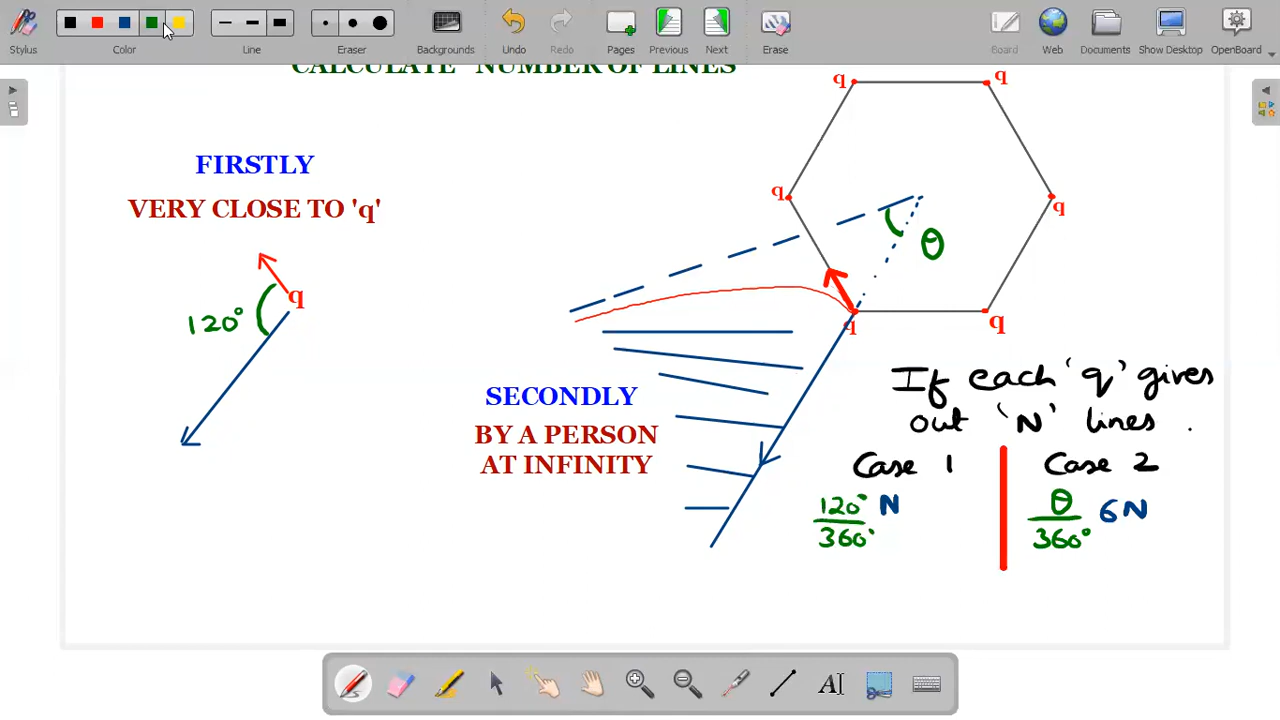 Stylus
Color
Line
Eraser
Backgrounds
Undo
Redo
Pages
Previous
Next
Erase
Board
Web
Documents
Show Desktop
OpenBoard
CALCULATE NUMBER OF LINES
FIRSTLY
VERY CLOSE TO 'q'
q
120°
q
q
q
q
q
q
θ
SECONDLY
BY A PERSON
AT INFINITY
If each 'q' gives
out 'N' lines .
Case 1
120°/360° N
Case 2
θ/360° 6N